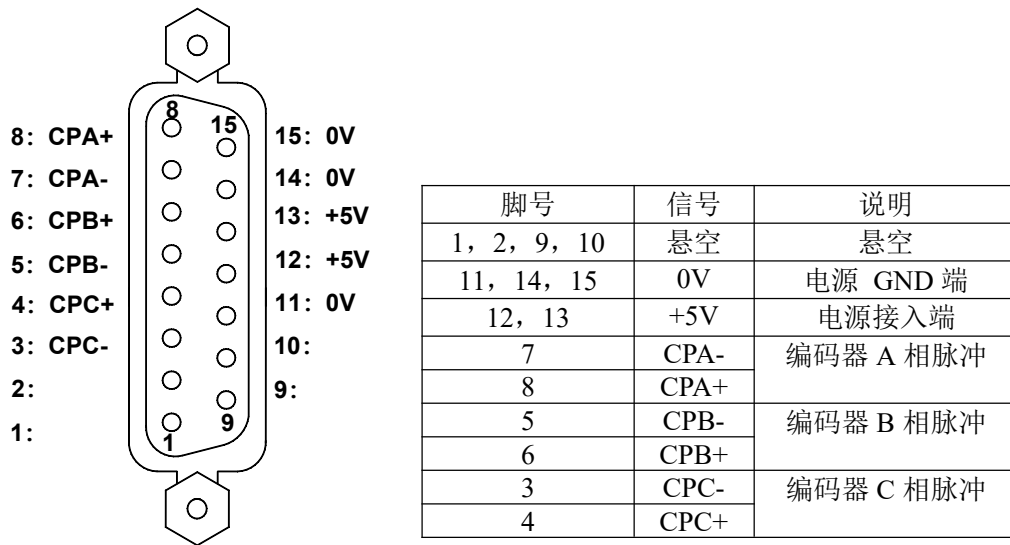 8
15
1
9
8: CPA+
7: CPA-
6: CPB+
5: CPB-
4: CPC+
3: CPC-
2:
1:
15: 0V
14: 0V
13: +5V
12: +5V
11: 0V
10:
9:
脚号 信号 说明
1，2，9，10 悬空 悬空
11，14，15 0V 电源 GND 端
12，13 +5V 电源接入端
7 CPA- 编码器 A 相脉冲
8 CPA+
5 CPB- 编码器 B 相脉冲
6 CPB+
3 CPC- 编码器 C 相脉冲
4 CPC+